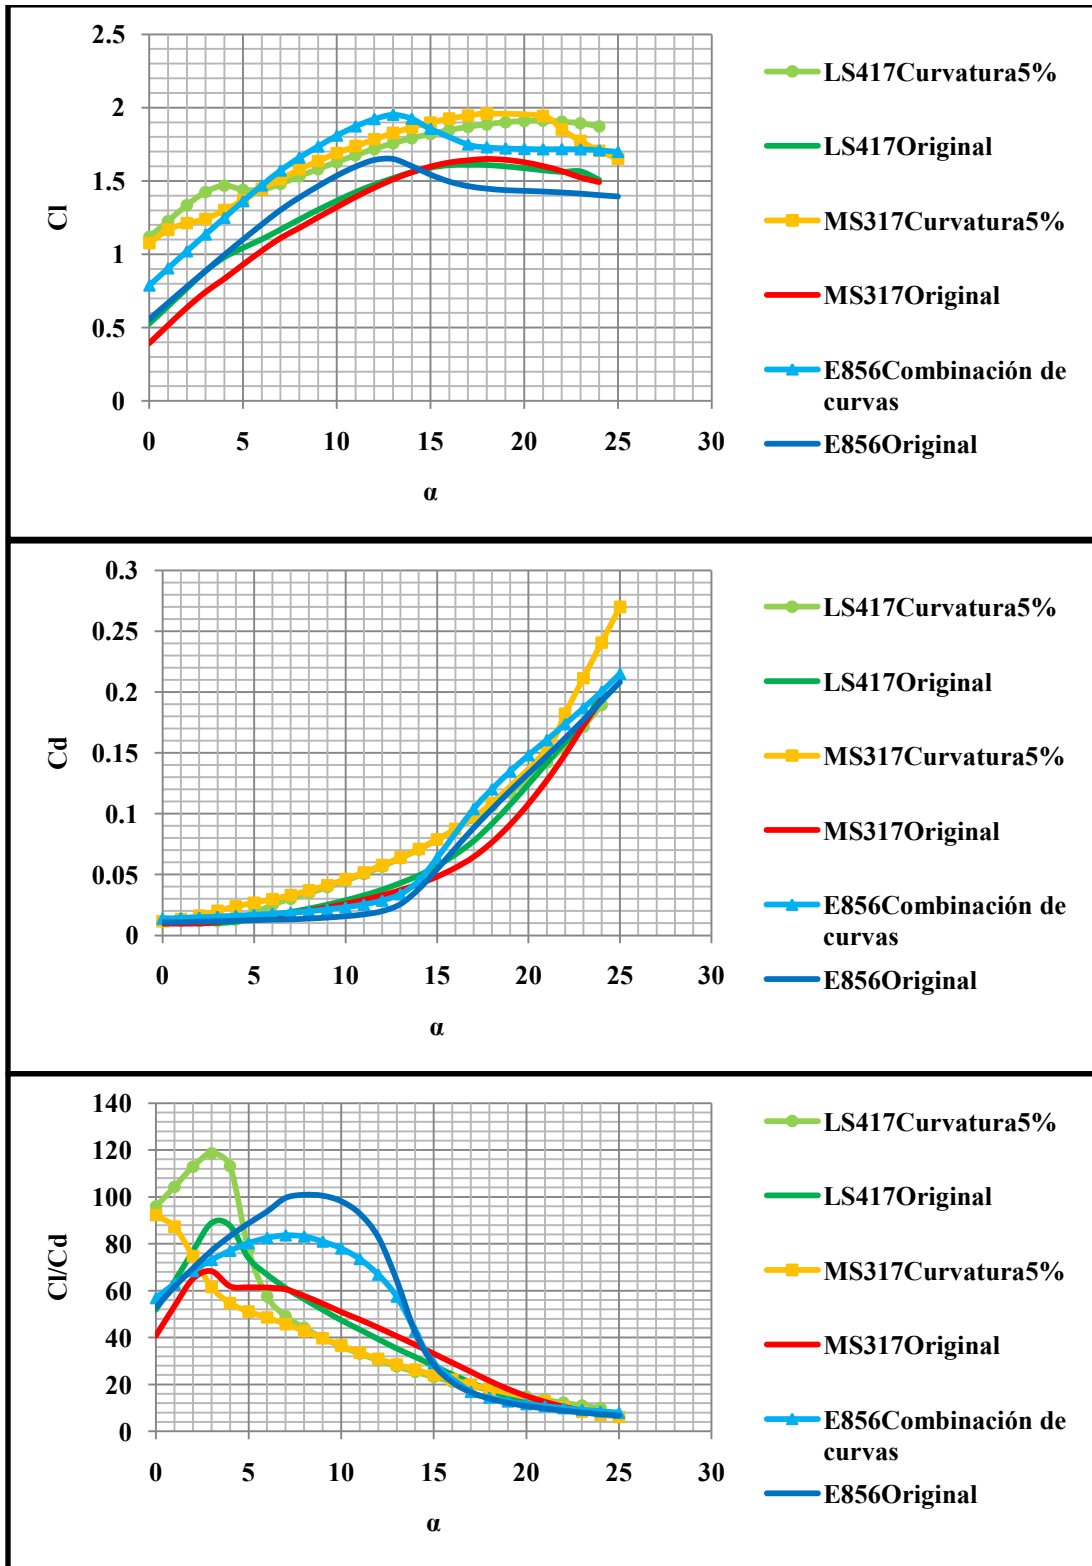 2.5
2
1.5
1
0.5
0
Cl
0 5 10 15 20 25 30
α
LS417Curvatura5%
LS417Original
MS317Curvatura5%
MS317Original
E856Combinación de
curvas
E856Original
0.3
0.25
0.2
0.15
0.1
0.05
0
Cd
0 5 10 15 20 25 30
α
LS417Curvatura5%
LS417Original
MS317Curvatura5%
MS317Original
E856Combinación de
curvas
E856Original
140
120
100
80
60
40
20
0
Cl/Cd
0 5 10 15 20 25 30
α
LS417Curvatura5%
LS417Original
MS317Curvatura5%
MS317Original
E856Combinación de
curvas
E856Original